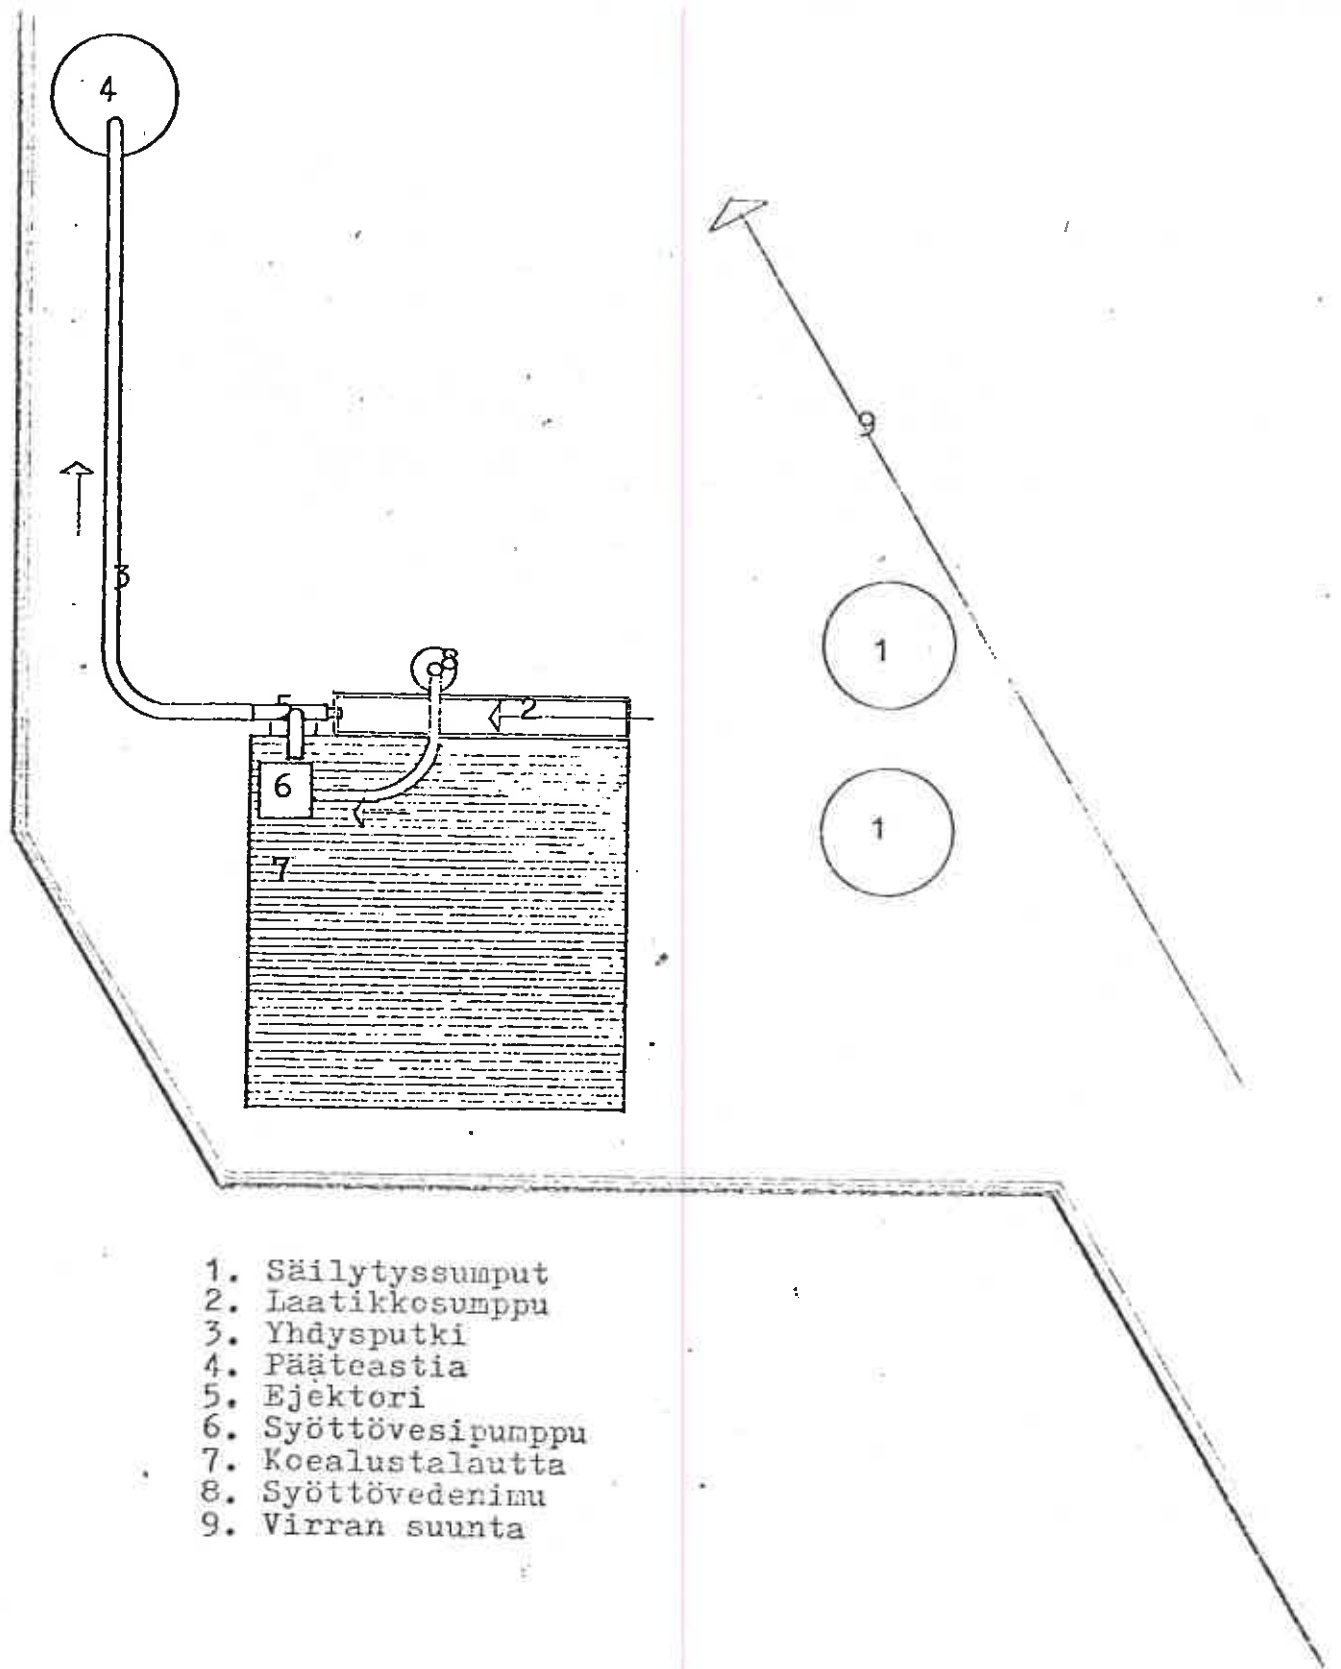 4
9
3
1
8
5
2
6
1
7
1. Säilytyssumput
2. Laatikkosumppu
3. Yhdysputki
4. Pääteastia
5. Ejektori
6. Syöttövesipumppu
7. Koealustalautta
8. Syöttövedenimu
9. Virran suunta